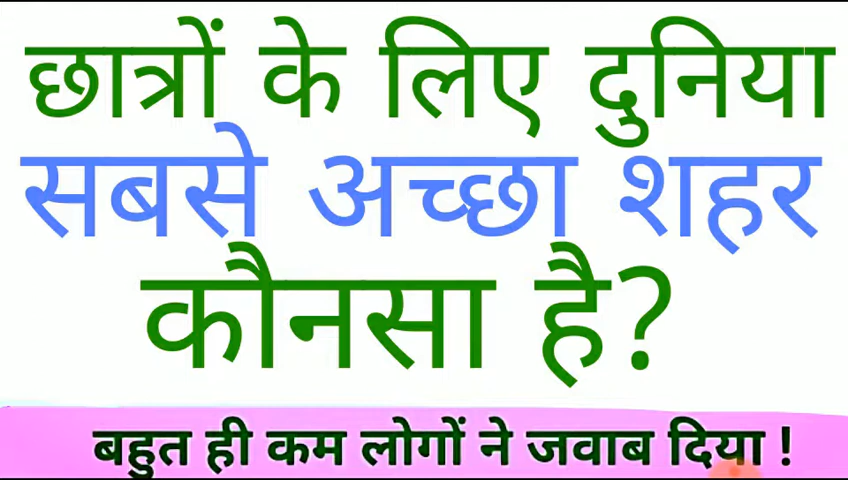 छात्रों के लिए दुनिया
सबसे अच्छा शहर
कौनसा है?
बहुत ही कम लोगों ने जवाब दिया !